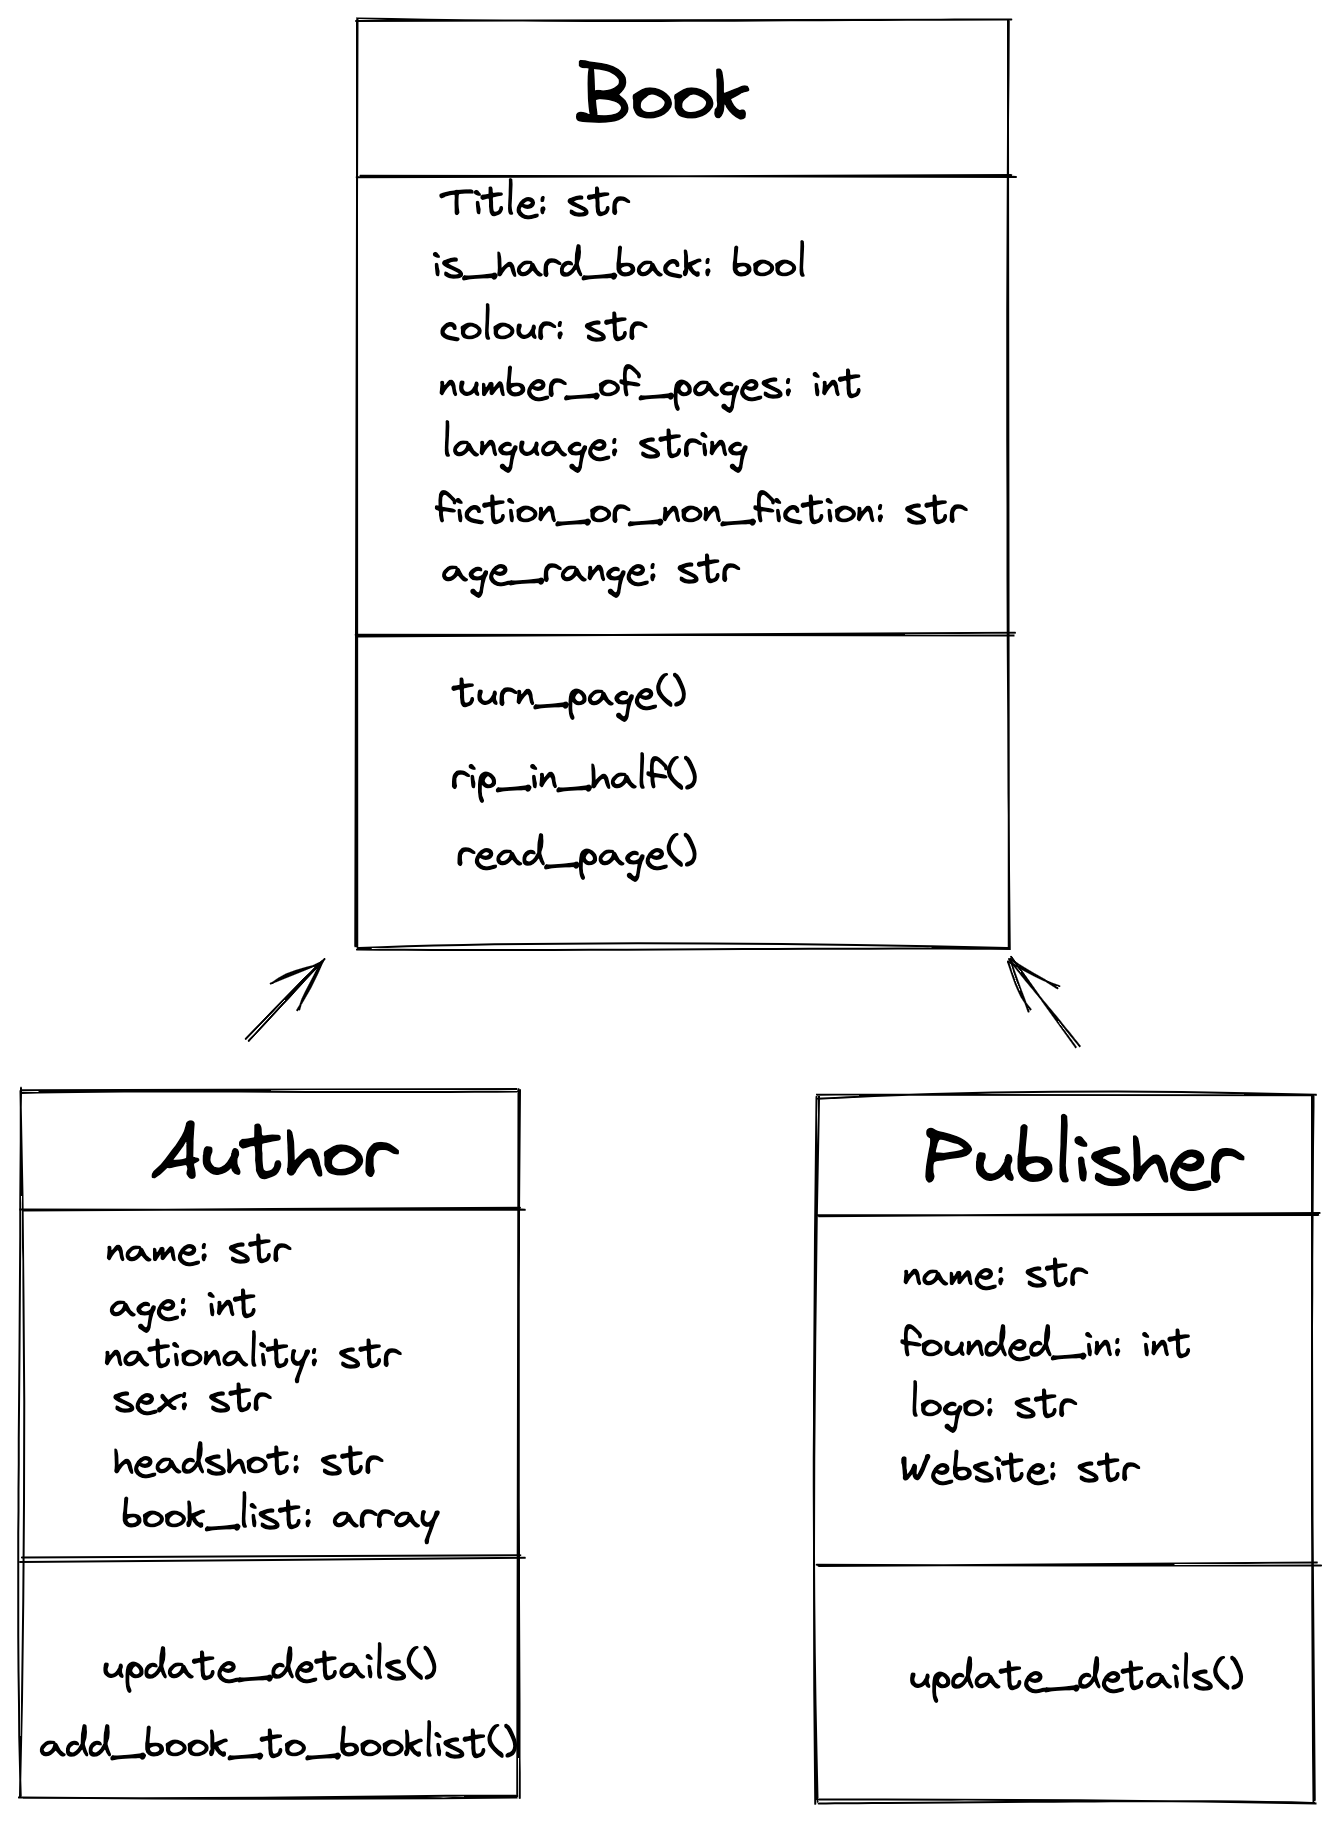 Book
Title: str
is_hard_back: bool
colour: str
number_of_pages: int
language: string
fiction_or_non_fiction: str
age_range: str
turn_page()
rip_in_half()
read_page()
Author
name: str
age: int
nationality: str
sex: str
headshot: str
book_list: array
update_details()
add_book_to_booklist()
Publisher
name: str
founded_in: int
logo: str
Website: str
update_details()